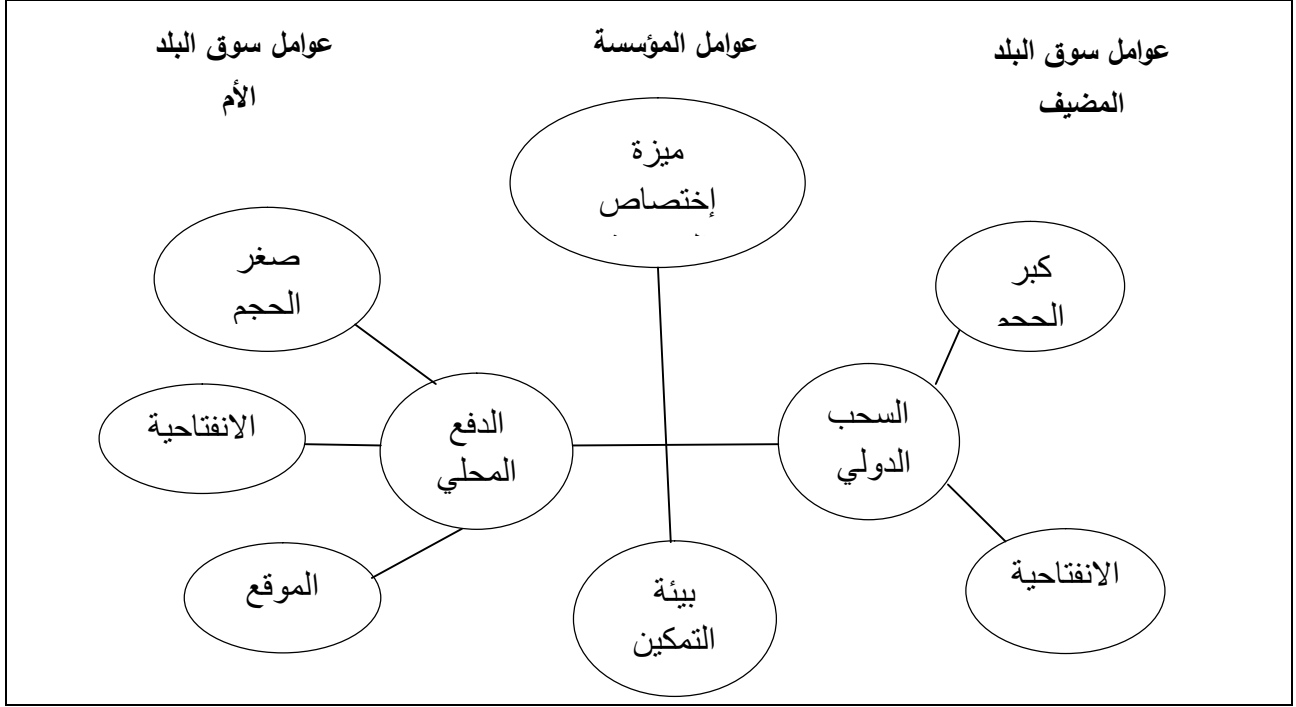 عوامل سوق البلد
المضيف
عوامل المؤسسة
عوامل سوق البلد
الأم
ميزة
إختصاص
كبر
الحجم
صغر
الحجم
السحب
الدولي
الدفع
المحلي
الانفتاحية
الانفتاحية
بيئة
التمكين
الموقع